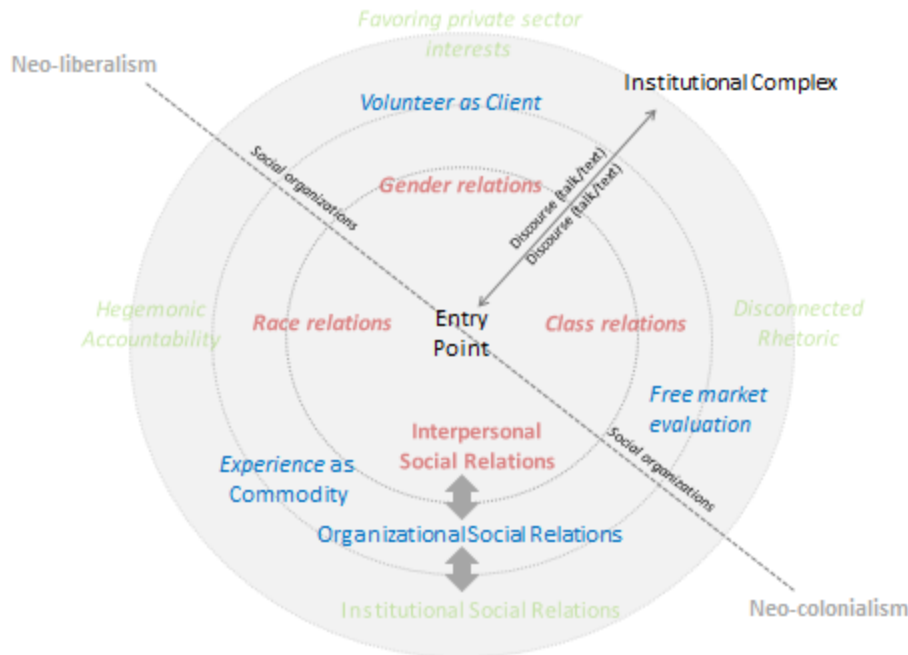 Favoring private sector
interests
Neo-liberalism
Institutional Complex
Volunteer as Client
Social organizations
Discourse (talk/text)
Discourse (talk/text)
Gender relations
Hegemonic
Accountability
Race relations
Entry
Point
Class relations
Disconnected
Rhetoric
Free market
evaluation
Interpersonal
Social Relations
Social organizations
Experience as
Commodity
Organizational Social Relations
Institutional Social Relations
Neo-colonialism